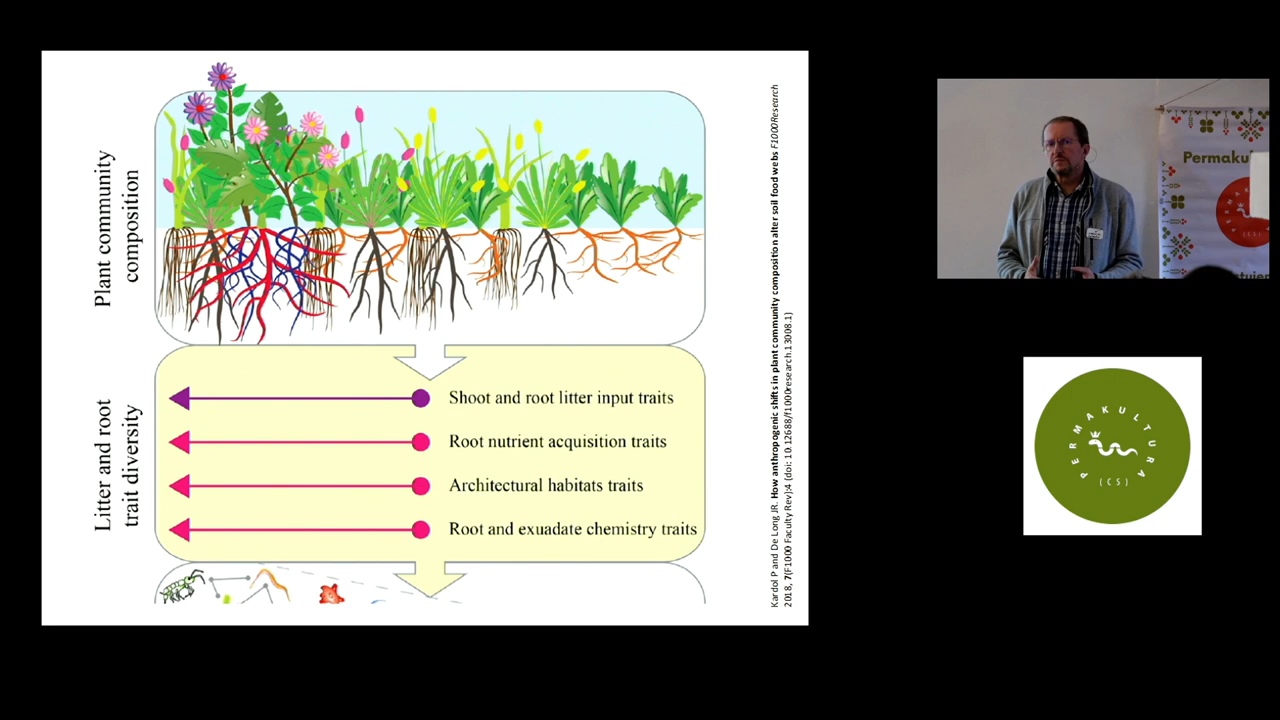 Plant community
composition
Litter and root
trait diversity
Shoot and root litter input traits
Root nutrient acquisition traits
Architectural habitats traits
Root and exuadate chemistry traits
Kardol P and De Long JR. How anthropogenic shifts in plant community composition alter soil food webs F1000Research
2018, 7(F1000 Faculty Rev):4 (doi: 10.12688/f1000research.13008.1)
Permaku
PERMAKULTURA
(CS)